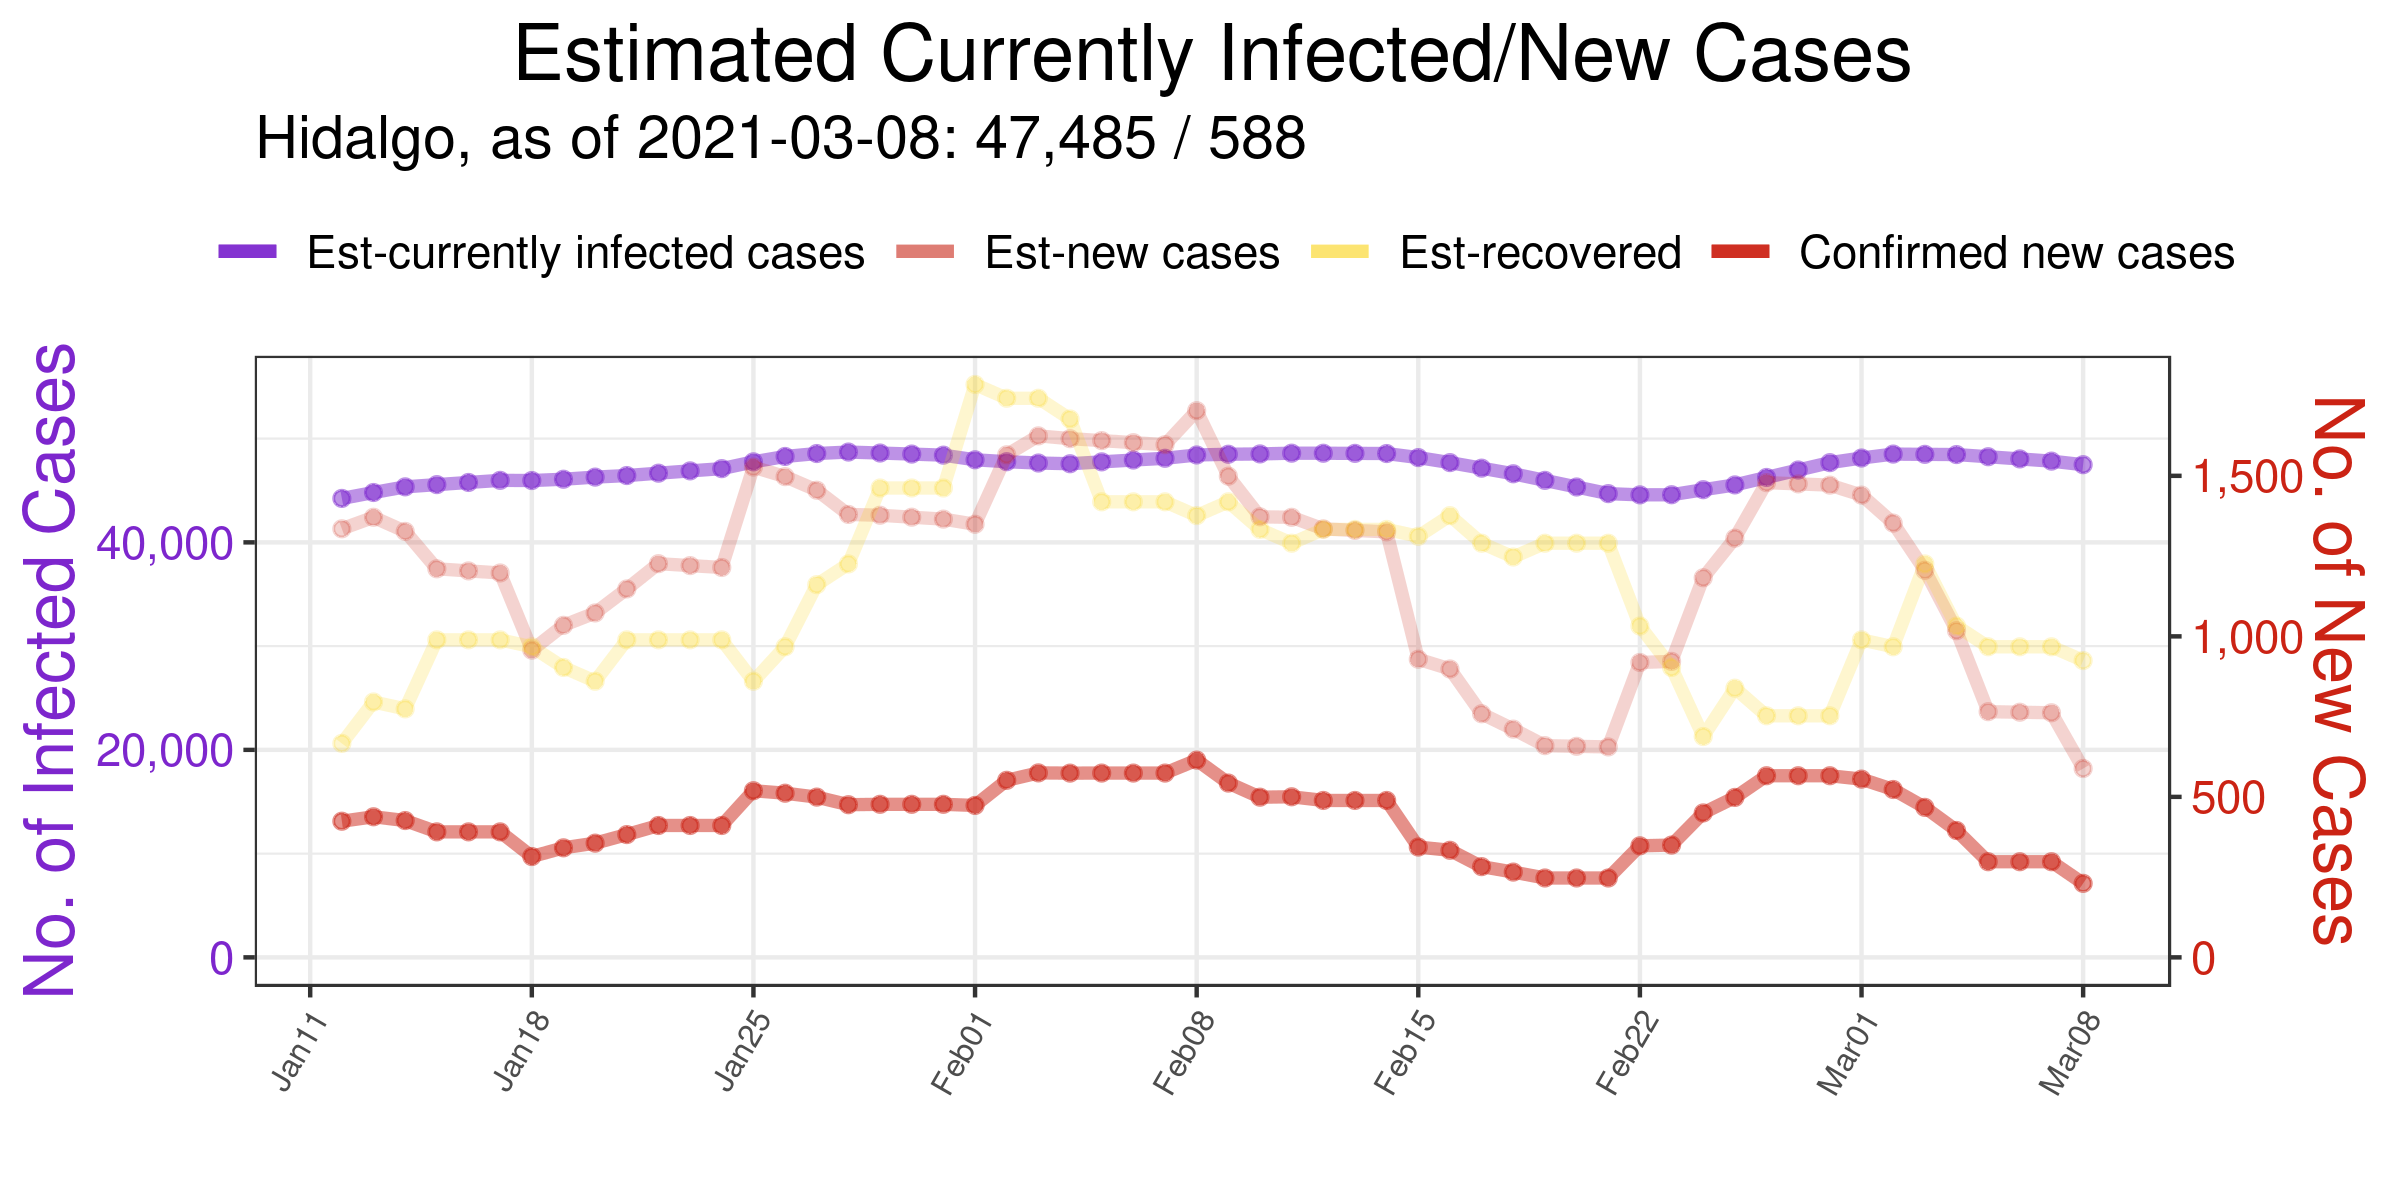 Estimated Currently Infected/New Cases
Hidalgo, as of 2021-03-08: 47,485 / 588
Est-currently infected cases
Est-new cases
Est-recovered
Confirmed new cases
No. of Infected Cases
40,000
20,000
0
No. of New Cases
1,500
1,000
500
0
Jan11
Jan18
Jan25
Feb01
Feb08
Feb15
Feb22
Mar01
Mar08